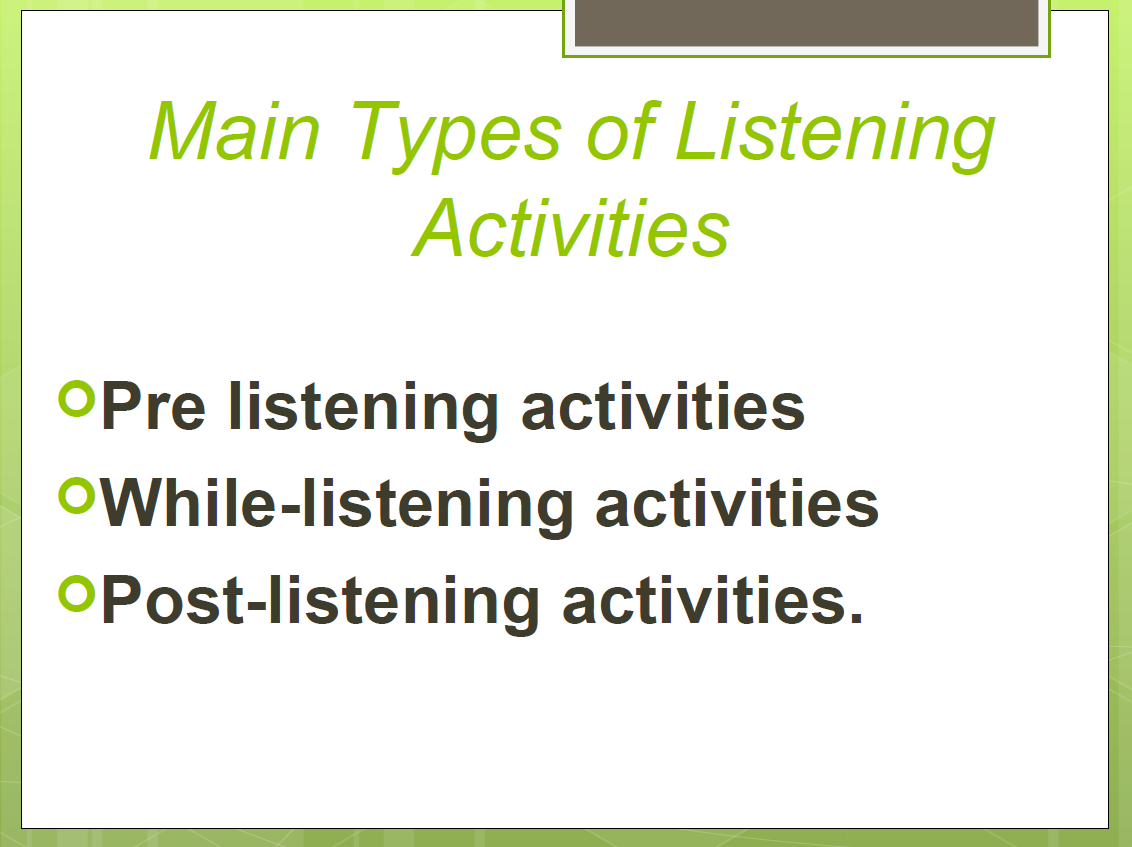 Main Types of Listening
Activities
Pre listening activities
While-listening activities
Post-listening activities.